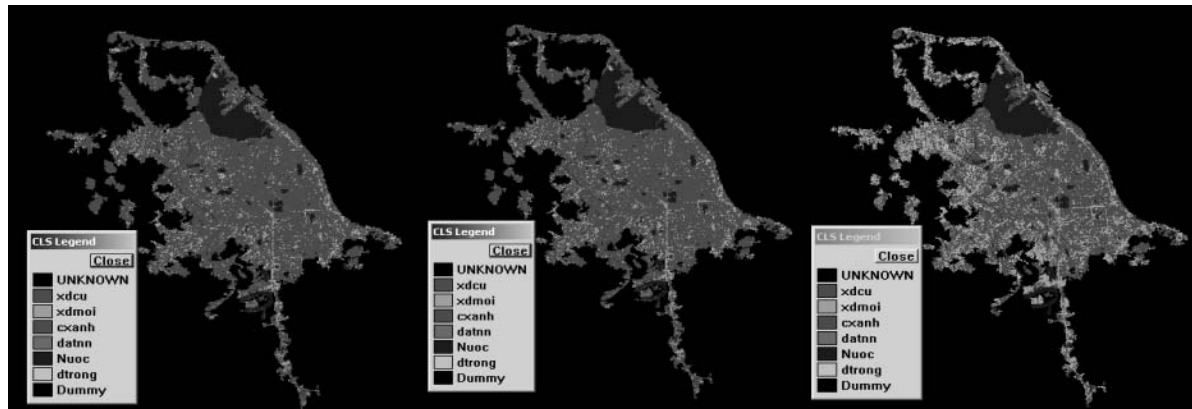 CLS Legend
Close
UNKNOWN
xdcu
xdmoi
cxanh
datnn
Nuoc
dtrong
Dummy
CLS Legend
Close
UNKNOWN
xdcu
xdmoi
cxanh
datnn
Nuoc
dtrong
Dummy
CLS Legend
Close
UNKNOWN
xdcu
xdmoi
cxanh
datnn
Nuoc
dtrong
Dummy